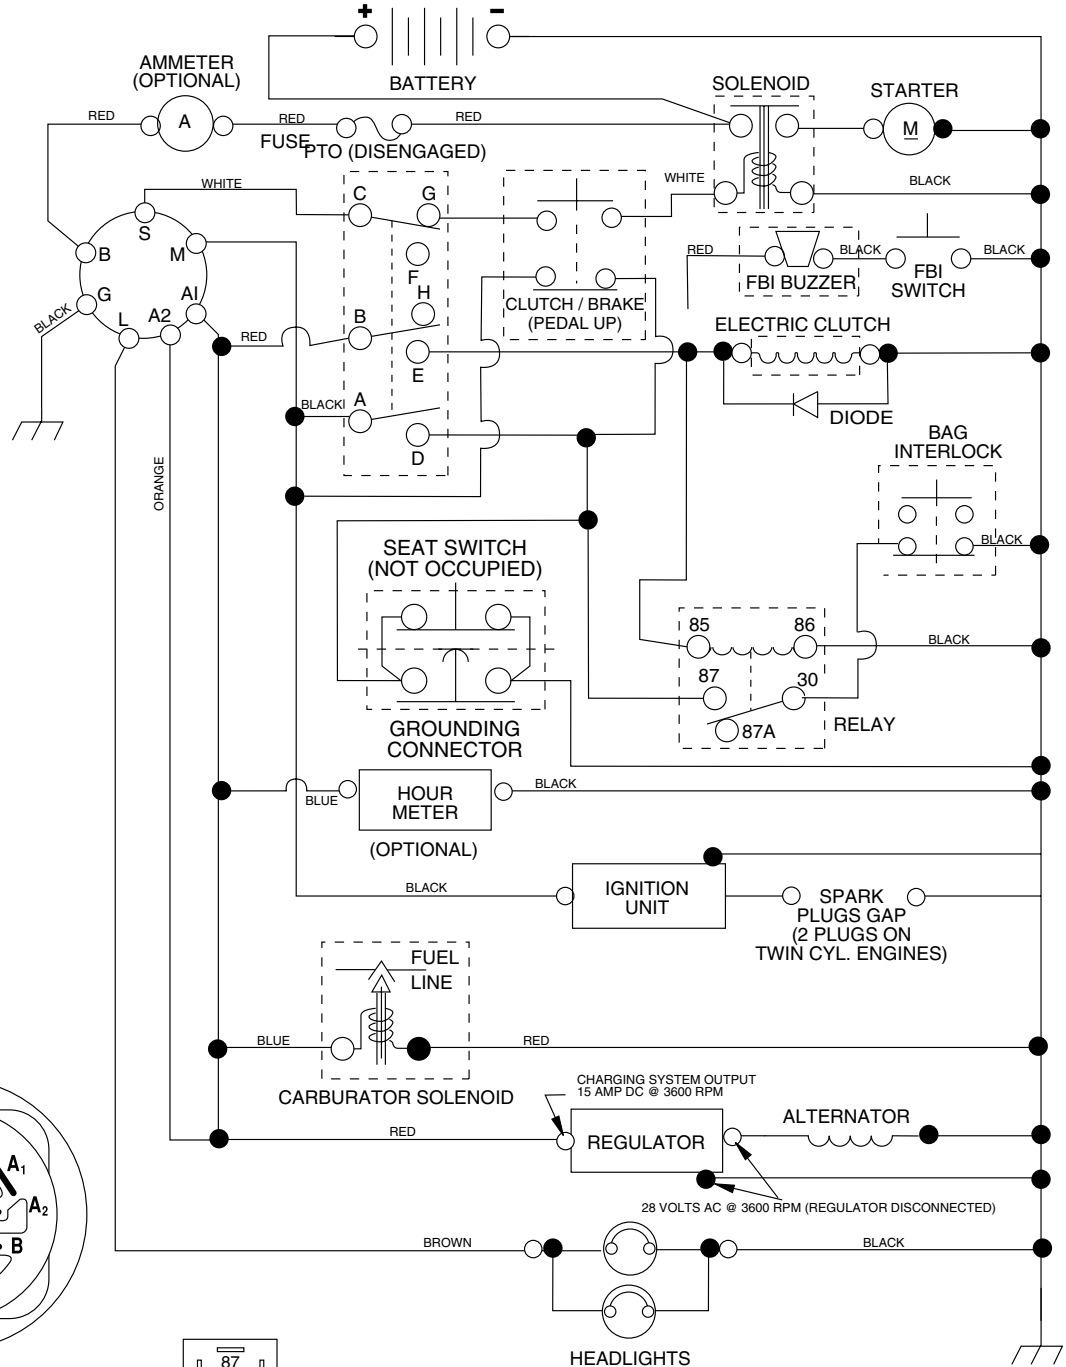 + -
BATTERY
AMMETER
(OPTIONAL)
SOLENOID
STARTER
RED
A
RED
FUSE
RED
M
PTO (DISENGAGED)
WHITE
C G
WHITE
BLACK
S
M
B
G
L
A2
A1
BLACK
RED
F
H
B
E
BLACK
A
D
CLUTCH / BRAKE
(PEDAL UP)
RED
BLACK
BLACK
FBI BUZZER
FBI
SWITCH
ELECTRIC CLUTCH
DIODE
BAG
INTERLOCK
BLACK
ORANGE
SEAT SWITCH
(NOT OCCUPIED)
85 86
BLACK
87 30
87A
RELAY
GROUNDING
CONNECTOR
BLUE
HOUR
METER
BLACK
(OPTIONAL)
BLACK
IGNITION
UNIT
SPARK
PLUGS GAP
(2 PLUGS ON
TWIN CYL. ENGINES)
FUEL
LINE
BLUE
RED
CARBURATOR SOLENOID
CHARGING SYSTEM OUTPUT
15 AMP DC @ 3600 RPM
RED
REGULATOR
ALTERNATOR
28 VOLTS AC @ 3600 RPM (REGULATOR DISCONNECTED)
A1
A2
B
BROWN
BLACK
HEADLIGHTS
87